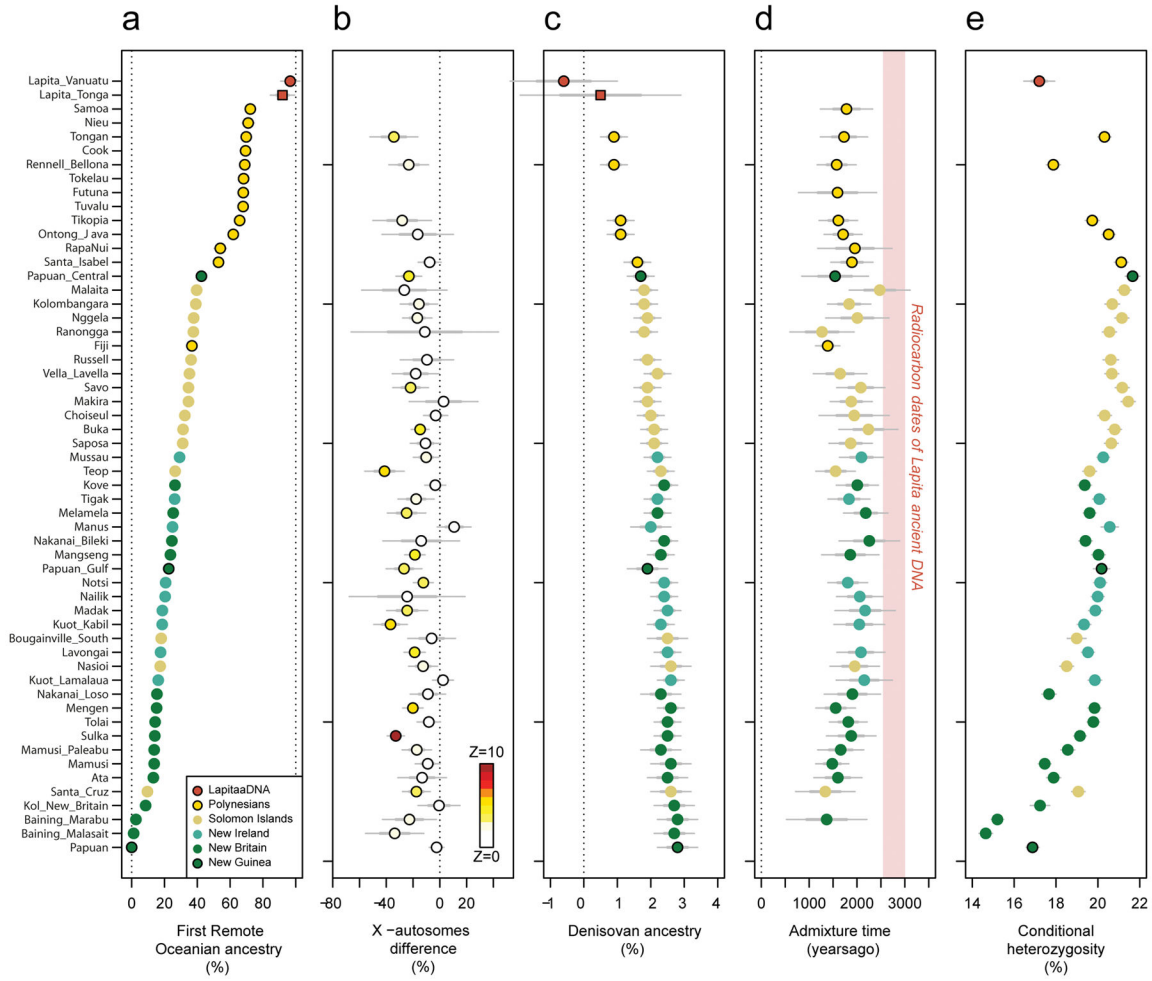 a b c d e
Lapita_Vanuatu
Lapita_Tonga
Samoa
Nieu
Tongan
Cook
Rennell_Bellona
Tokelau
Futuna
Tuvalu
Tikopia
Ontong_J ava
RapaNui
Santa_Isabel
Papuan_Central
Malaita
Kolombangara
Nggela
Ranongga
Fiji
Russell
Vella_Lavella
Savo
Makira
Choiseul
Buka
Saposa
Mussau
Teop
Kove
Tigak
Melamela
Manus
Nakanai_Bileki
Mangseng
Papuan_Gulf
Notsi
Nailik
Madak
Kuot_Kabil
Bougainville_South
Lavongai
Nasioi
Kuot_Lamalaua
Nakanai_Loso
Mengen
Tolai
Sulka
Mamusi_Paleabu
Mamusi
Ata
Santa_Cruz
Kol_New_Britain
Baining_Marabu
Baining_Malasait
Papuan
LapitaaDNA
Polynesians
Solomon Islands
New Ireland
New Britain
New Guinea
Z=10
Z=0
Radiocarbon dates of Lapita ancient DNA
0 20 40 60 80
First Remote
Oceanian ancestry
(%)
−80 −40 −20 0 20
X −autosomes
difference
(%)
−1 0 1 2 3 4
Denisovan ancestry
(%)
0 1000 2000 3000
Admixture time
(yearsago)
14 16 18 20 22
Conditional
heterozygosity
(%)